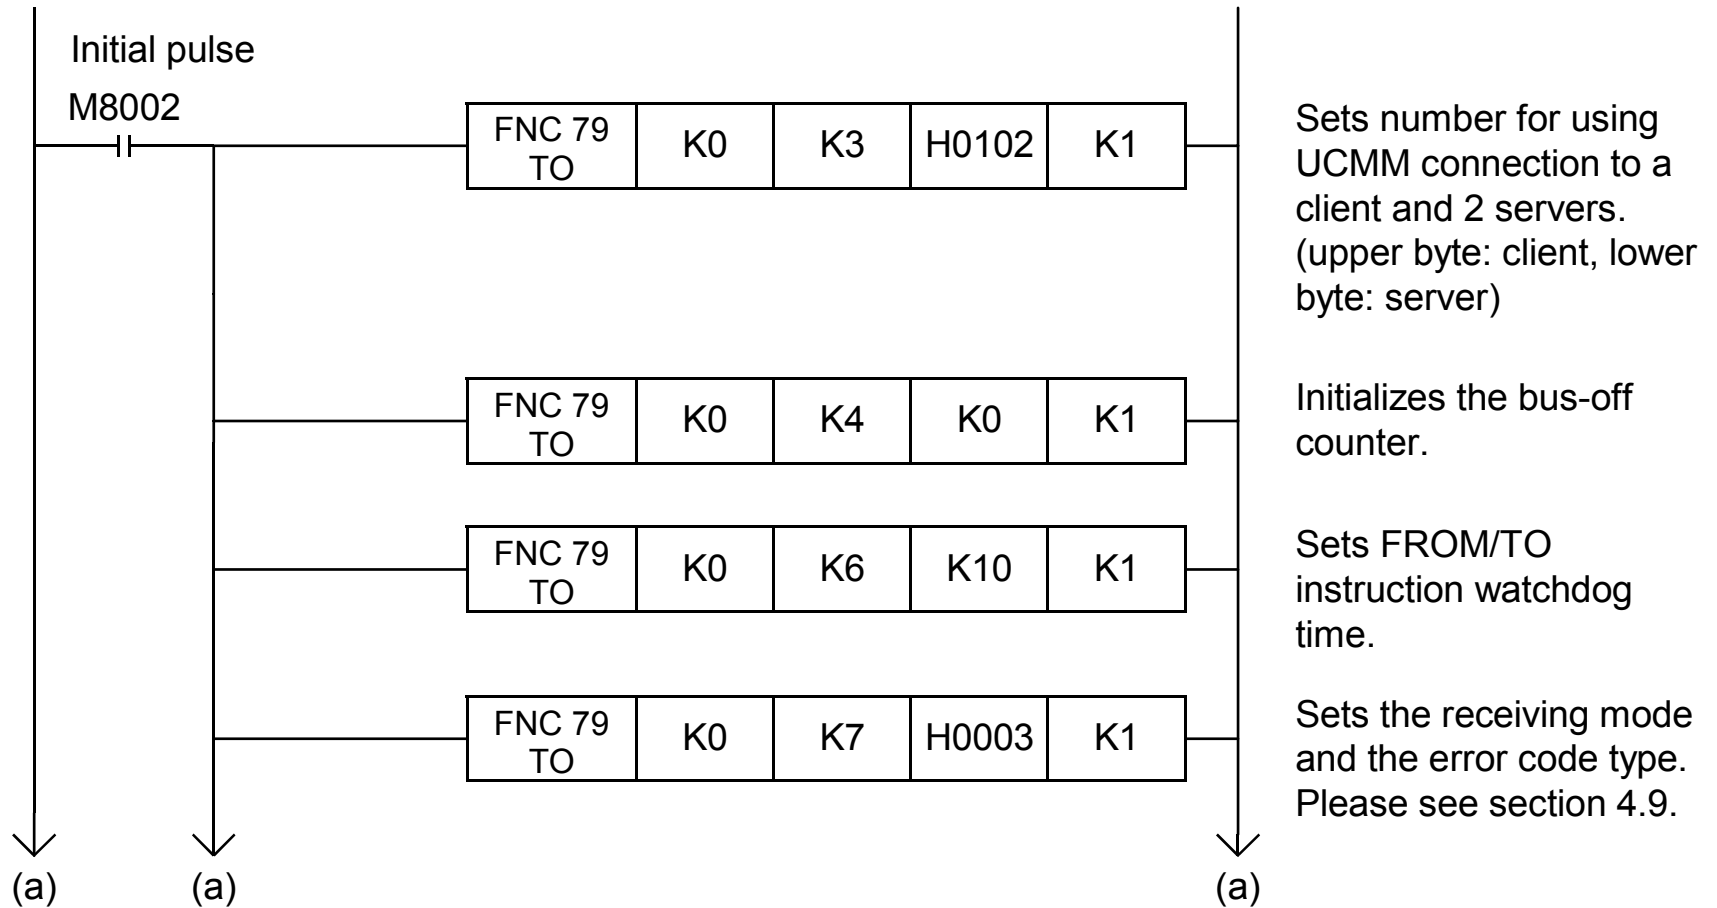 Initial pulse
M8002
FNC 79
TO
K0
K3
H0102
K1
Sets number for using
UCMM connection to a
client and 2 servers.
(upper byte: client, lower
byte: server)
FNC 79
TO
K0
K4
K0
K1
Initializes the bus-off
counter.
FNC 79
TO
K0
K6
K10
K1
Sets FROM/TO
instruction watchdog
time.
FNC 79
TO
K0
K7
H0003
K1
Sets the receiving mode
and the error code type.
Please see section 4.9.
(a)
(a)
(a)